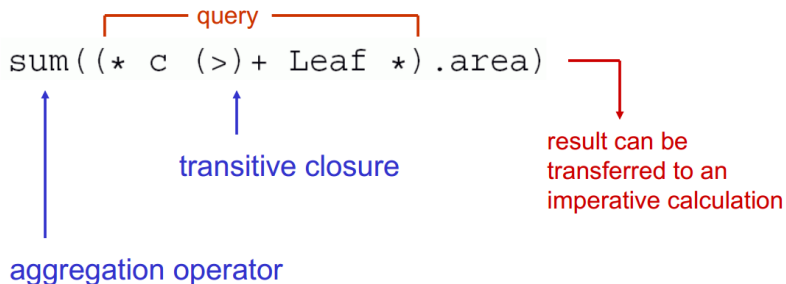 query
sum((* c (>)+ Leaf *).area)
transitive closure
result can be
transferred to an
imperative calculation
aggregation operator